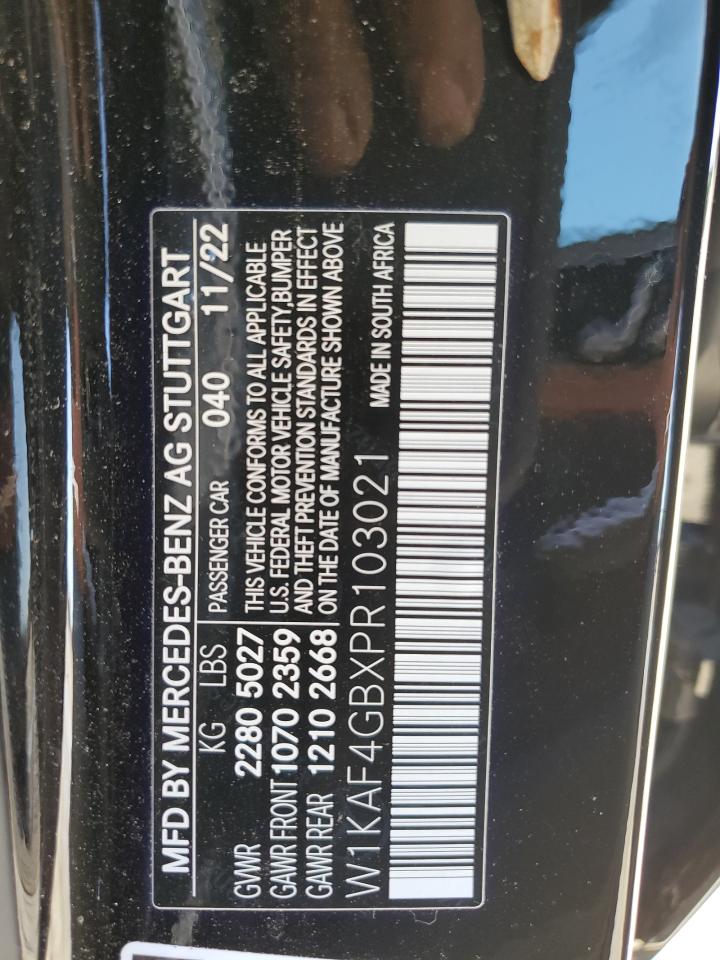 MFD BY MERCEDES-BENZ AG STUTTGART
KG LBS PASSENGER CAR 040 11/22
GVWR 2280 5027 THIS VEHICLE CONFORMS TO ALL APPLICABLE
GAWR FRONT 1070 2359 U.S. FEDERAL MOTOR VEHICLE SAFETY,BUMPER
GAWR REAR 1210 2668 AND THEFT PREVENTION STANDARDS IN EFFECT
ON THE DATE OF MANUFACTURE SHOWN ABOVE
W1KAF4GBXPR103021 MADE IN SOUTH AFRICA